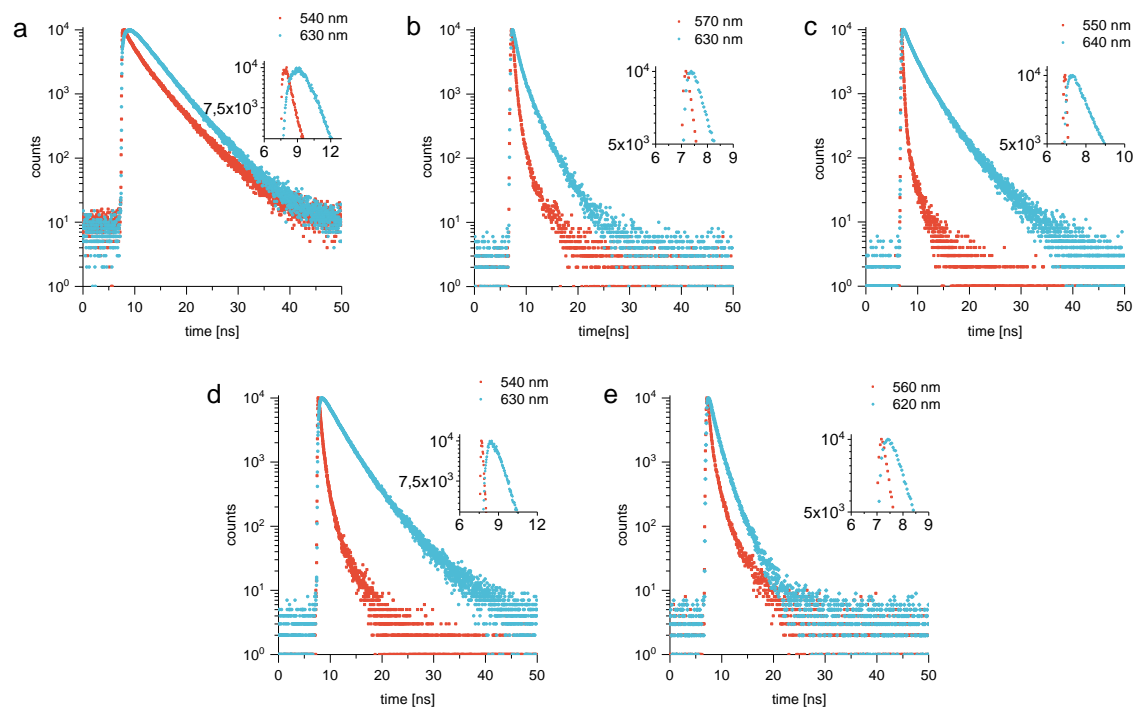 a
540 nm
630 nm
10⁴
10³
10²
10¹
10⁰
counts
0 10 20 30 40 50
time [ns]
10⁴
7,5x10³
6 9 12
b
570 nm
630 nm
10⁴
10³
10²
10¹
10⁰
counts
0 10 20 30 40 50
time[ns]
10⁴
5x10³
6 7 8 9
c
550 nm
640 nm
10⁴
10³
10²
10¹
10⁰
counts
0 10 20 30 40 50
time [ns]
10⁴
5x10³
6 8 10
d
540 nm
630 nm
10⁴
10³
10²
10¹
10⁰
counts
0 10 20 30 40 50
time [ns]
10⁴
7,5x10³
6 9 12
e
560 nm
620 nm
10⁴
10³
10²
10¹
10⁰
counts
0 10 20 30 40 50
time [ns]
10⁴
5x10³
6 7 8 9